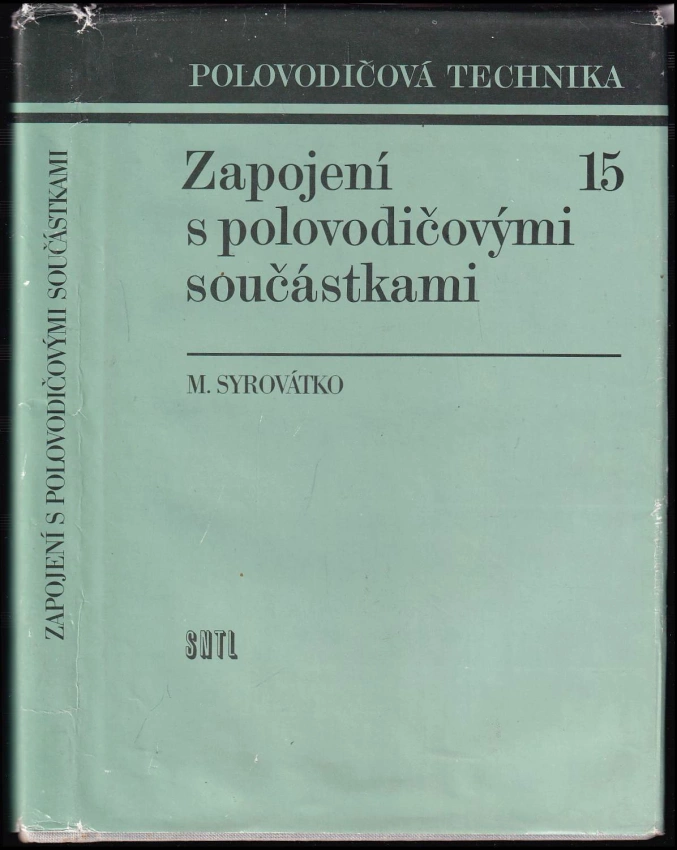 POLOVODIČOVÁ TECHNIKA
Zapojení 15
s polovodičovými
součástkami
M. SYROVÁTKO
SNTL
ZAPOJENÍ S POLOVODIČOVÝMI SOUČÁSTKAMI